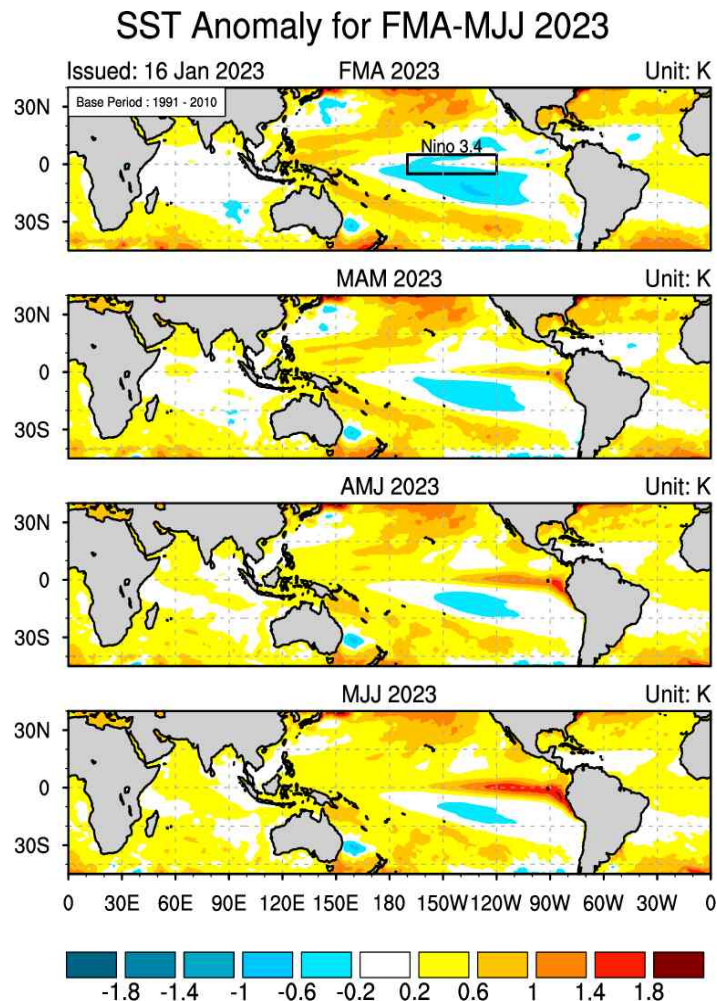 SST Anomaly for FMA-MJJ 2023
Issued: 16 Jan 2023 FMA 2023 Unit: K
Base Period : 1991 - 2010
30N
Nino 3.4
0
30S
MAM 2023 Unit: K
30N
0
30S
AMJ 2023 Unit: K
30N
0
30S
MJJ 2023 Unit: K
30N
0
30S
0 30E 60E 90E 120E 150E 180 150W 120W 90W 60W 30W 0
-1.8 -1.4 -1 -0.6 -0.2 0.2 0.6 1 1.4 1.8